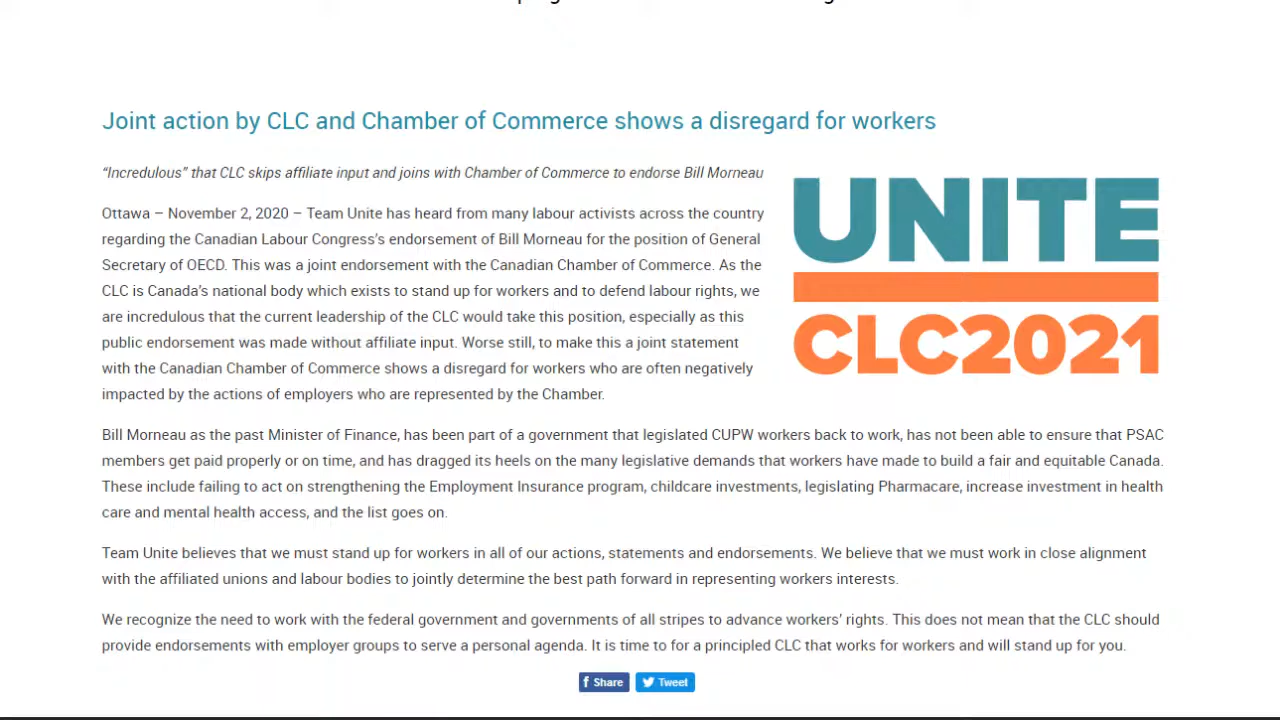 Joint action by CLC and Chamber of Commerce shows a disregard for workers
“Incredulous” that CLC skips affiliate input and joins with Chamber of Commerce to endorse Bill Morneau
Ottawa – November 2, 2020 – Team Unite has heard from many labour activists across the country
regarding the Canadian Labour Congress’s endorsement of Bill Morneau for the position of General
Secretary of OECD. This was a joint endorsement with the Canadian Chamber of Commerce. As the
CLC is Canada’s national body which exists to stand up for workers and to defend labour rights, we
are incredulous that the current leadership of the CLC would take this position, especially as this
public endorsement was made without affiliate input. Worse still, to make this a joint statement
with the Canadian Chamber of Commerce shows a disregard for workers who are often negatively
impacted by the actions of employers who are represented by the Chamber.
UNITE
CLC2021
Bill Morneau as the past Minister of Finance, has been part of a government that legislated CUPW workers back to work, has not been able to ensure that PSAC
members get paid properly or on time, and has dragged its heels on the many legislative demands that workers have made to build a fair and equitable Canada.
These include failing to act on strengthening the Employment Insurance program, childcare investments, legislating Pharmacare, increase investment in health
care and mental health access, and the list goes on.
Team Unite believes that we must stand up for workers in all of our actions, statements and endorsements. We believe that we must work in close alignment
with the affiliated unions and labour bodies to jointly determine the best path forward in representing workers interests.
We recognize the need to work with the federal government and governments of all stripes to advance workers’ rights. This does not mean that the CLC should
provide endorsements with employer groups to serve a personal agenda. It is time to for a principled CLC that works for workers and will stand up for you.
f Share
Tweet